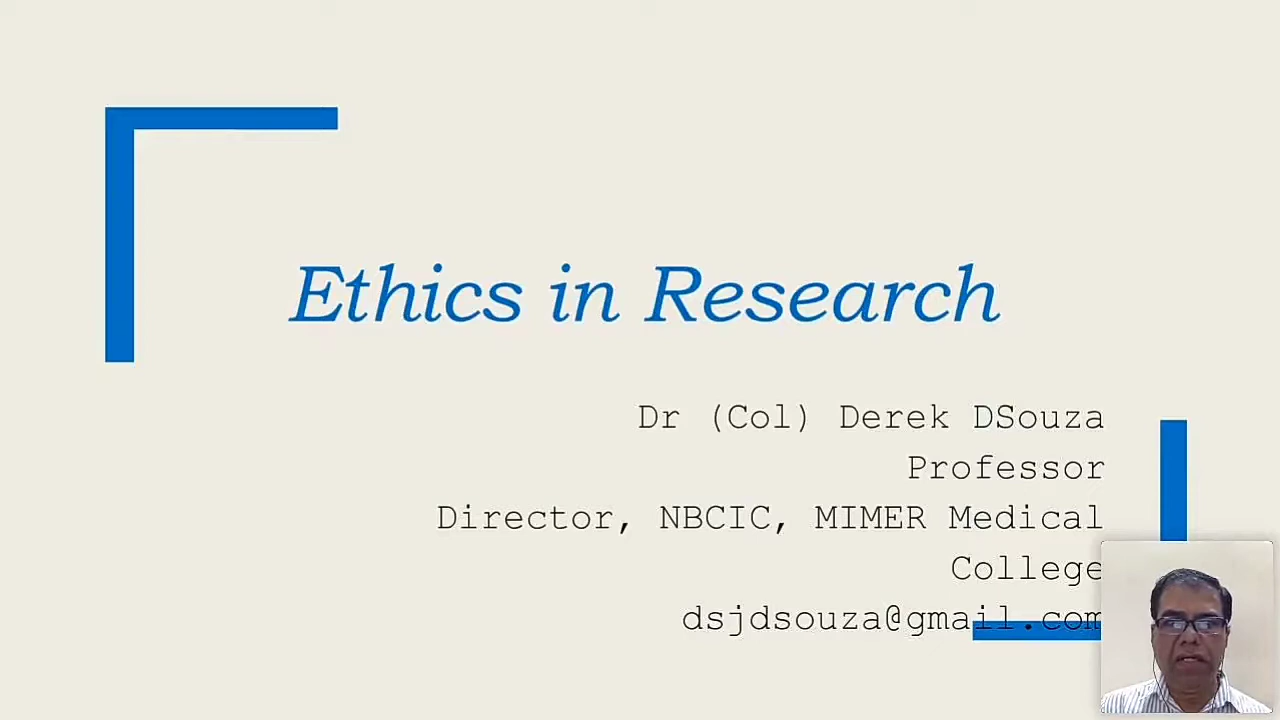 Ethics in Research
Dr (Col) Derek DSouza
Professor
Director, NBCIC, MIMER Medical
College
dsjdsouza@gmail.com